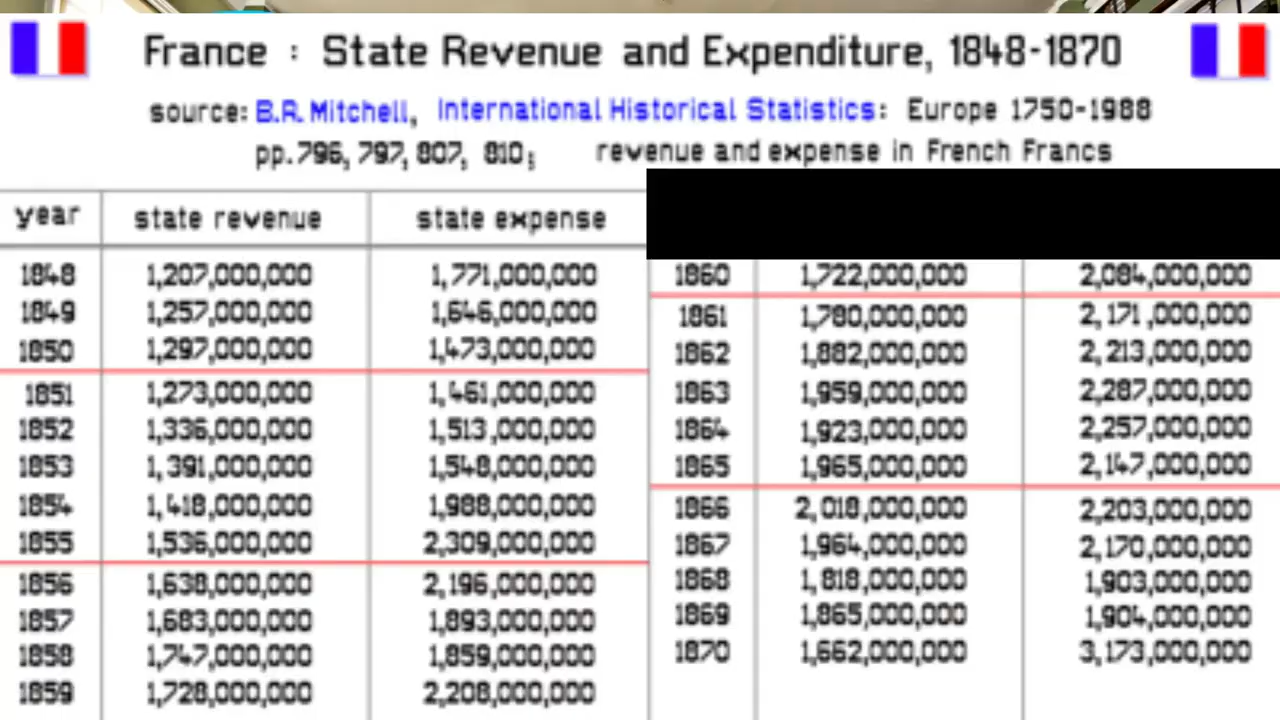 France : State Revenue and Expenditure, 1848-1870
source: B.R. Mitchell, International Historical Statistics: Europe 1750-1988
pp. 796, 797, 807, 810; revenue and expense in French Francs
year state revenue state expense
1848 1,207,000,000 1,771,000,000
1849 1,257,000,000 1,646,000,000
1850 1,297,000,000 1,473,000,000
1851 1,273,000,000 1,461,000,000
1852 1,336,000,000 1,513,000,000
1853 1,391,000,000 1,548,000,000
1854 1,418,000,000 1,988,000,000
1855 1,536,000,000 2,309,000,000
1856 1,638,000,000 2,196,000,000
1857 1,683,000,000 1,893,000,000
1858 1,747,000,000 1,859,000,000
1859 1,728,000,000 2,208,000,000
1860 1,722,000,000 2,084,000,000
1861 1,780,000,000 2,171,000,000
1862 1,882,000,000 2,213,000,000
1863 1,959,000,000 2,287,000,000
1864 1,923,000,000 2,257,000,000
1865 1,965,000,000 2,147,000,000
1866 2,018,000,000 2,203,000,000
1867 1,964,000,000 2,170,000,000
1868 1,818,000,000 1,903,000,000
1869 1,865,000,000 1,904,000,000
1870 1,662,000,000 3,173,000,000